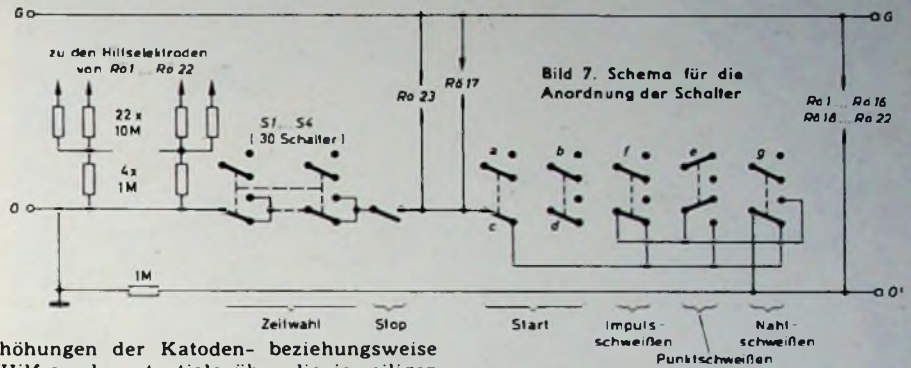 G
G
zu den Hilfselektroden
von Rö 1 ... Rö 22
22 x
10M
4x
1M
S1 ... S4
( 30 Schalter )
Rö 23
Rö 17
Bild 7. Schema für die
Anordnung der Schalter
Rö 1 ... Rö 16
Rö 18 ... Rö 22
a
b
f
e
g
c
d
0
1M
0'
Zeitwahl
Stop
Start
Impuls-
schweißen
Punktschweißen
Naht-
schweißen
höhungen der Katoden- beziehungsweise